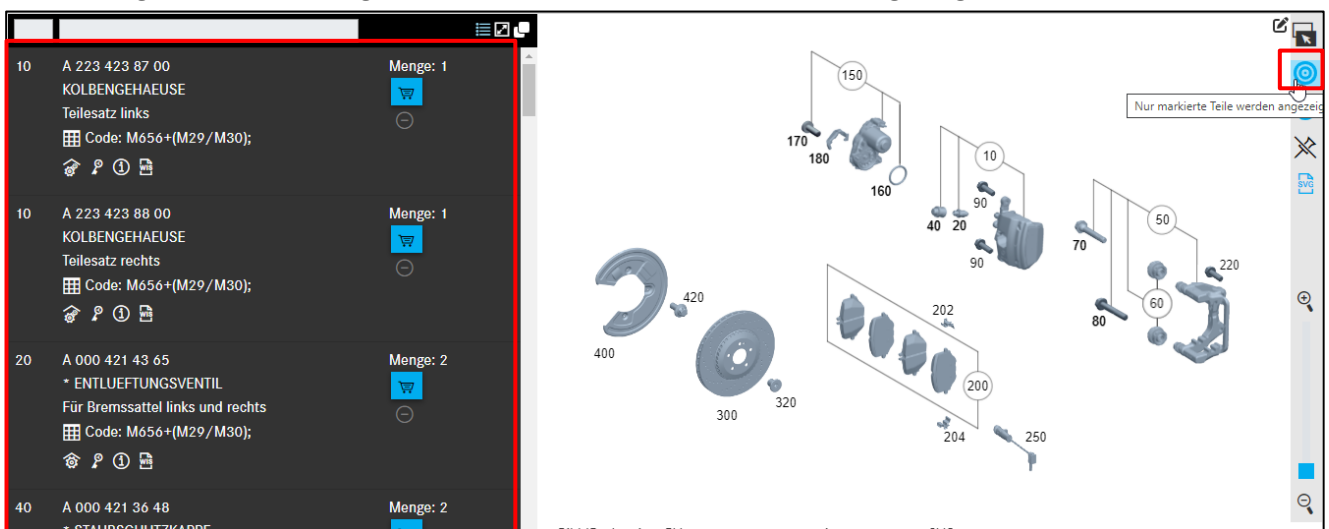 10 A 223 423 87 00 Menge: 1
KOLBENGEHAEUSE
Teilesatz links
Code: M656+(M29/M30);
WIS
10 A 223 423 88 00 Menge: 1
KOLBENGEHAEUSE
Teilesatz rechts
Code: M656+(M29/M30);
WIS
20 A 000 421 43 65 Menge: 2
* ENTLUEFTUNGSVENTIL
Für Bremssattel links und rechts
Code: M656+(M29/M30);
WIS
40 A 000 421 36 48 Menge: 2
* STAUBSCHUTZKAPPE
Nur markierte Teile werden angezeig
SVG
150
170
180
160
10
90
40 20
90
50
70
220
60
80
420
400
202
200
300
320
204
250